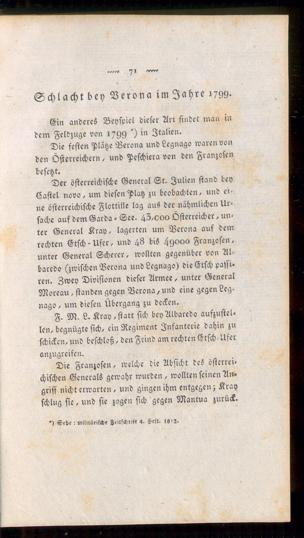 71
Schlacht bey Verona im Jahre 1799.
Ein anderes Beyspiel dieser Art findet man in
dem Feldzuge von 1799 *) in Italien.
Die festen Plätze Verona und Legnago waren von
den Österreichern, und Peschiera von den Franzosen
besetzt.
Der österreichische General St. Julien stand bey
Castel novo, um diesen Platz zu beobachten, und ei-
ne österreichische Flottille lag aus der nämlichen Ur-
sache auf dem Garda-See. 45,000 Österreicher, un-
ter General Kray, lagerten um Verona auf dem
rechten Etsch-Ufer, und 48 bis 49000 Franzosen,
unter General Scherer, wollten gegenüber von Al-
baredo (zwischen Verona und Legnago) die Etsch passi-
ren. Zwey Divisionen dieser Armee, unter General
Moreau, standen gegen Verona, und eine gegen Leg-
nago, um diesen Übergang zu decken.
F. M. L. Kray, statt sich bey Albaredo aufzustel-
len, begnügte sich, ein Regiment Infanterie dahin zu
schicken, und beschloß, den Feind am rechten Etsch-Ufer
anzugreifen.
Die Franzosen, welche die Absicht des österrei-
chischen Generals gewahr wurden, wollten seinen An-
griff nicht erwarten, und gingen ihm entgegen; Kray
schlug sie, und sie zogen sich gegen Mantua zurück.
*) Sehe: militärische Zeitschrift 4. Heft. 1812.